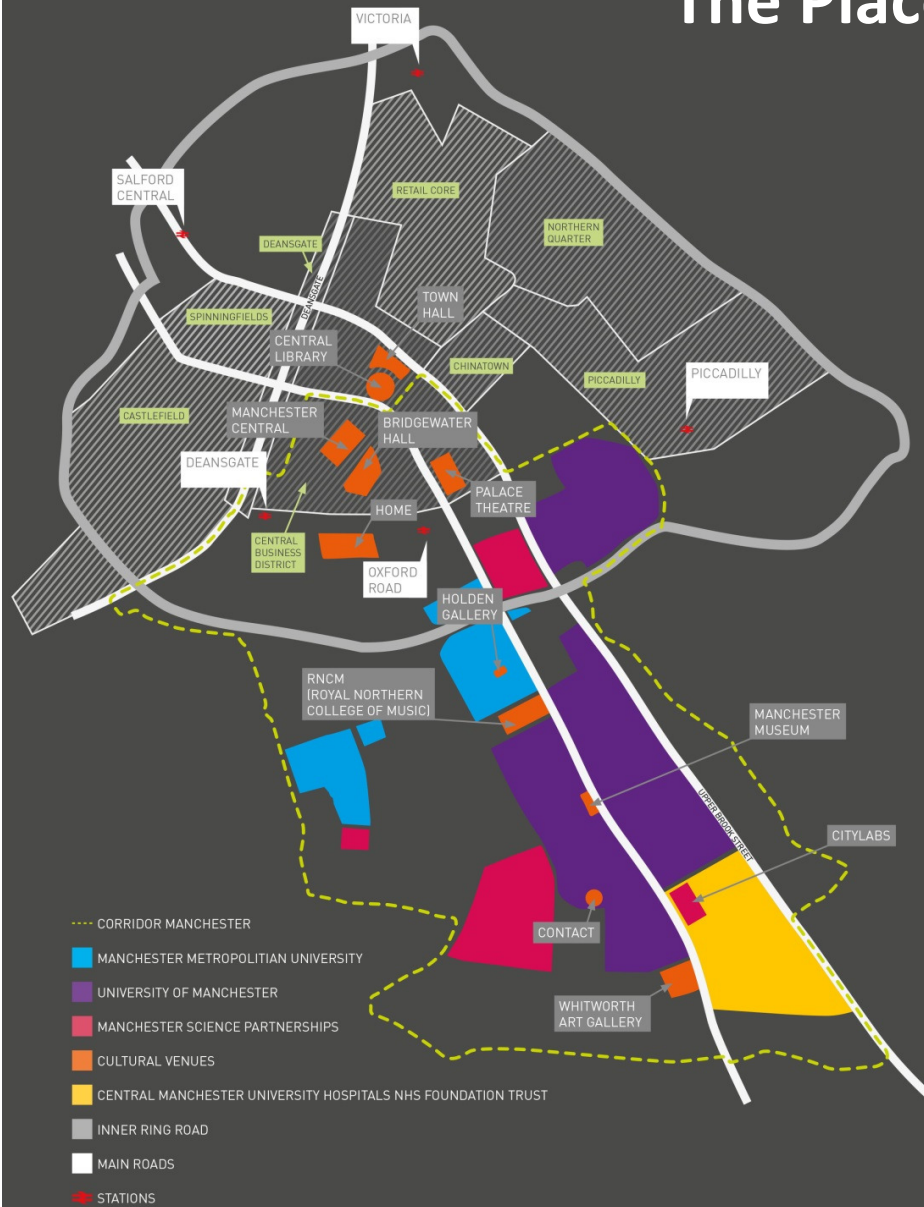 The Place
VICTORIA
SALFORD
CENTRAL
RETAIL CORE
NORTHERN
QUARTER
DEANSGATE
DEANSGATE
TOWN
HALL
SPINNINGFIELDS
CENTRAL
LIBRARY
CHINATOWN
PICCADILLY
PICCADILLY
CASTLEFIELD
MANCHESTER
CENTRAL
BRIDGEWATER
HALL
DEANSGATE
PALACE
THEATRE
HOME
CENTRAL
BUSINESS
DISTRICT
OXFORD
ROAD
HOLDEN
GALLERY
RNCM
(ROYAL NORTHERN
COLLEGE OF MUSIC)
MANCHESTER
MUSEUM
UPPER BROOK STREET
CITYLABS
CONTACT
WHITWORTH
ART GALLERY
CORRIDOR MANCHESTER
MANCHESTER METROPOLITIAN UNIVERSITY
UNIVERSITY OF MANCHESTER
MANCHESTER SCIENCE PARTNERSHIPS
CULTURAL VENUES
CENTRAL MANCHESTER UNIVERSITY HOSPITALS NHS FOUNDATION TRUST
INNER RING ROAD
MAIN ROADS
STATIONS